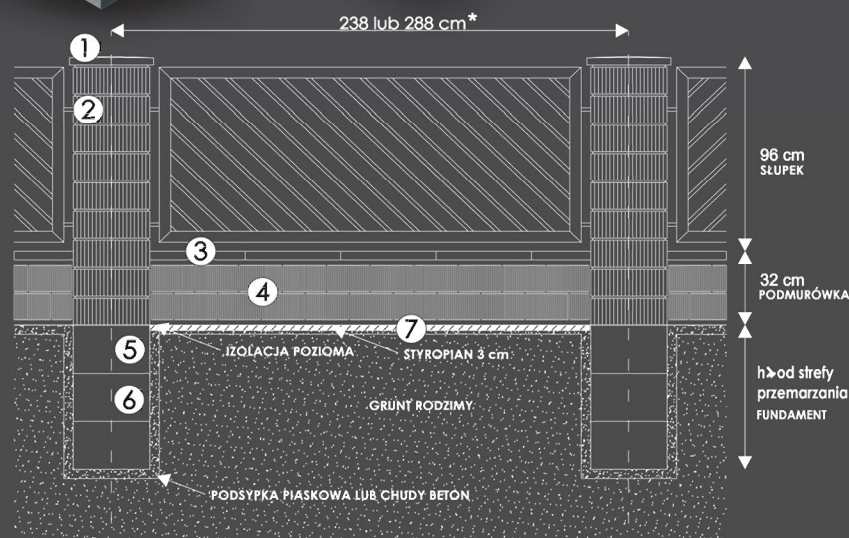 238 lub 288 cm*
1
2
96 cm
SŁUPEK
3
32 cm
PODMURÓWKA
4
7
IZOLACJA POZIOMA
STYROPIAN 3 cm
5
h>od strefy
przemarzania
FUNDAMENT
6
GRUNT RODZIMY
PODSYPKA PIASKOWA LUB CHUDY BETON